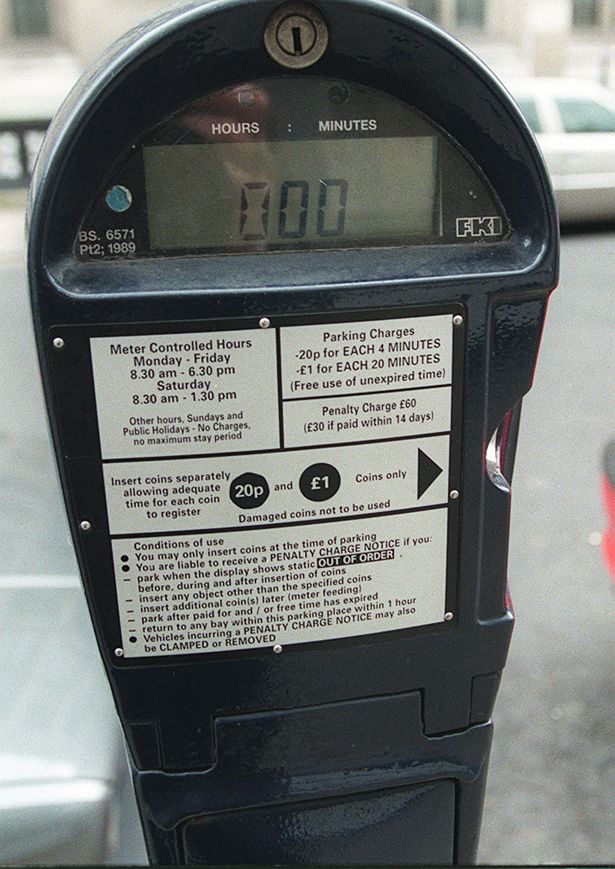 HOURS : MINUTES
000
BS. 6571
Pt2; 1989
FKI
Meter Controlled Hours
Monday - Friday
8.30 am - 6.30 pm
Saturday
8.30 am - 1.30 pm
Other hours, Sundays and
Public Holidays - No Charges,
no maximum stay period
Parking Charges
-20p for EACH 4 MINUTES
-£1 for EACH 20 MINUTES
(Free use of unexpired time)
Penalty Charge £60
(£30 if paid within 14 days)
Insert coins separately
allowing adequate
time for each coin
to register
20p and £1 Coins only
Damaged coins not to be used
Conditions of use
● You may only insert coins at the time of parking
● You are liable to receive a PENALTY CHARGE NOTICE if you:
– park when the display shows static OUT OF ORDER ,
before, during and after insertion of coins
– insert any object other than the specified coins
– insert additional coin(s) later (meter feeding)
– park after paid for and / or free time has expired
– return to any bay within this parking place within 1 hour
● Vehicles incurring a PENALTY CHARGE NOTICE may also
be CLAMPED or REMOVED